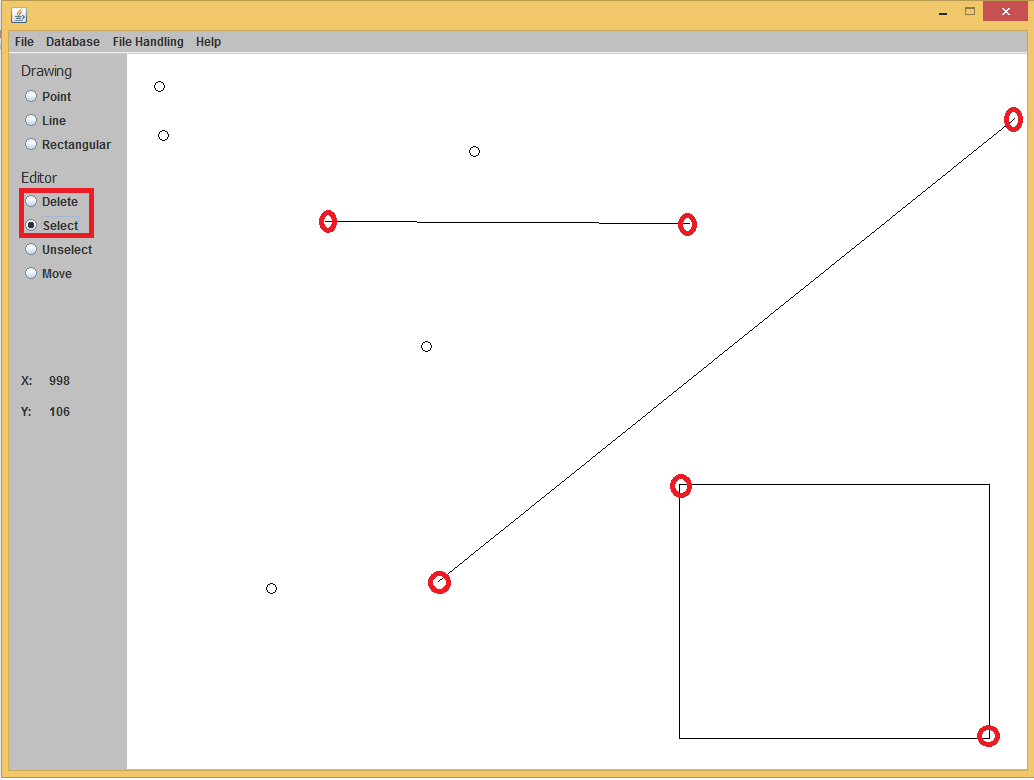 File Database File Handling Help
Drawing
Point
Line
Rectangular
Editor
Delete
Select
Unselect
Move
X: 998
Y: 106